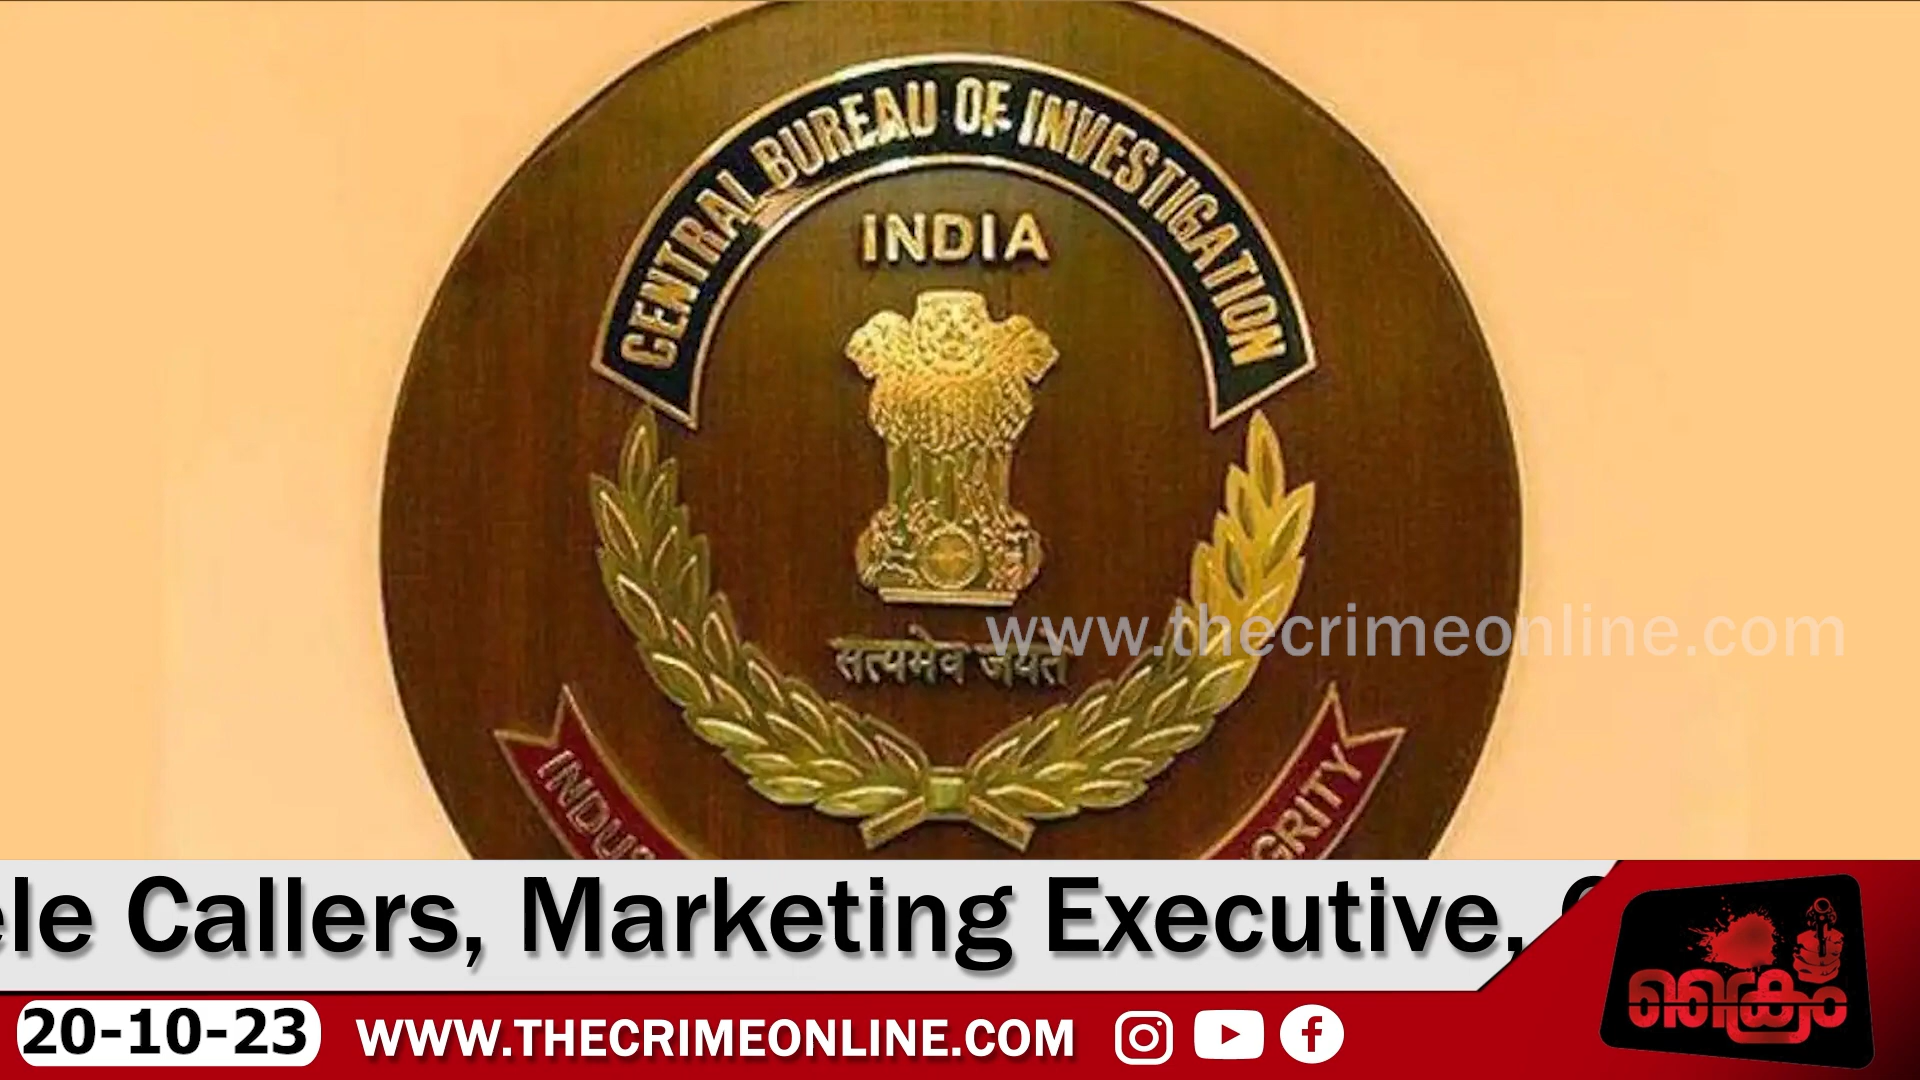 CENTRAL BUREAU OF INVESTIGATION
INDIA
www.thecrimeonline.com
सत्यमेव जयते
Callers, Marketing Executive,
20-10-23
WWW.THECRIMEONLINE.COM
ക്രൈം